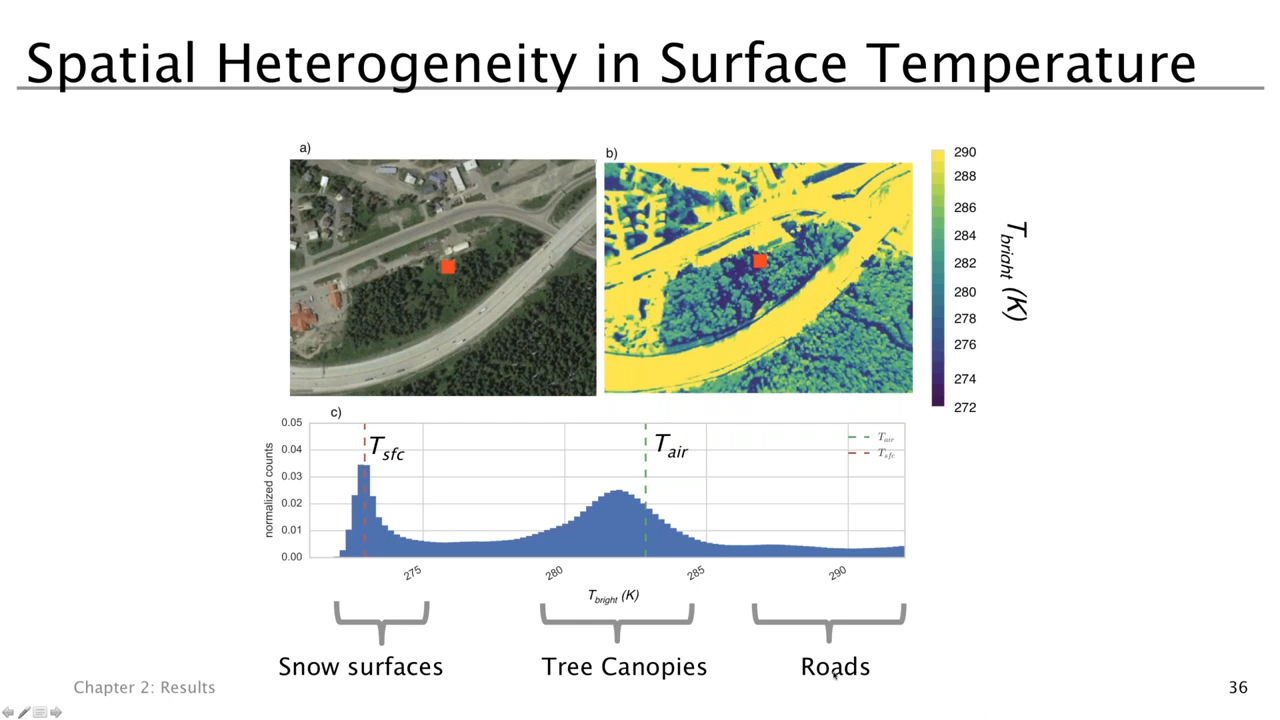 Spatial Heterogeneity in Surface Temperature
a)
b)
290
288
286
284
282
280
278
276
274
272
T_bright (K)
c)
0.05
0.04
0.03
0.02
0.01
0.00
normalized counts
T_sfc
T_air
T_air
T_sfc
275
280
285
290
T_bright (K)
Snow surfaces
Tree Canopies
Roads
Chapter 2: Results
36